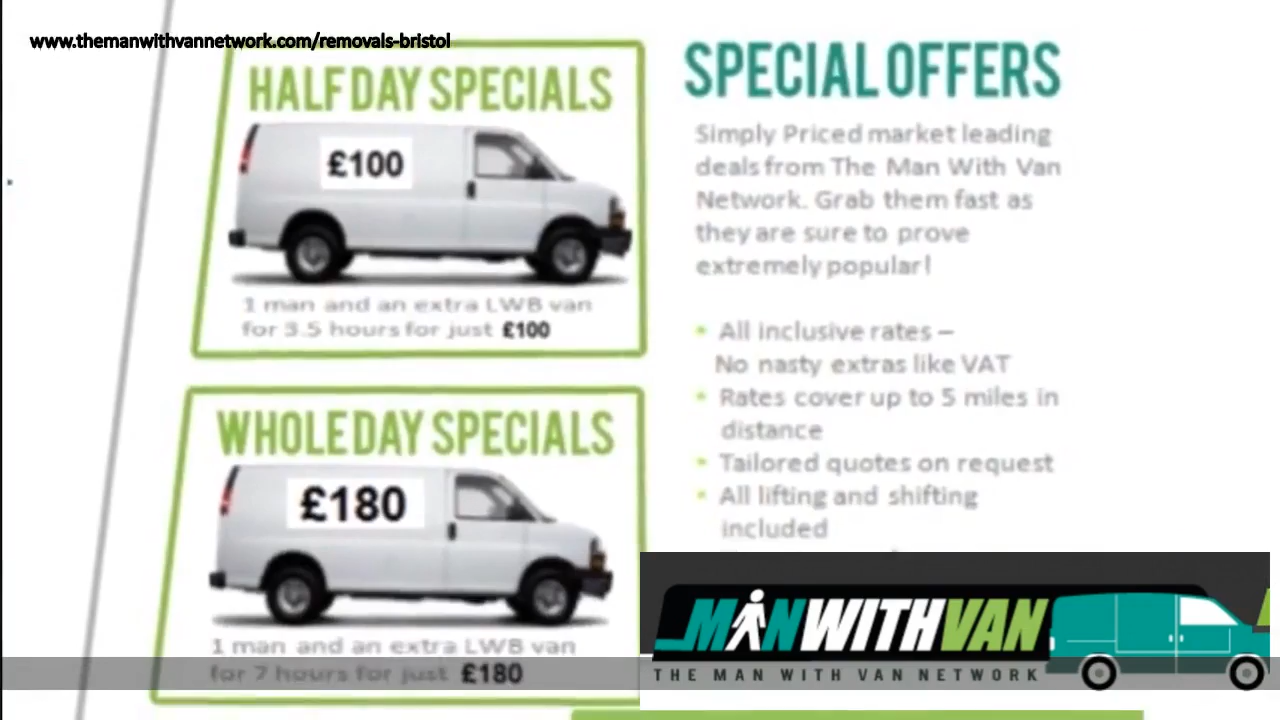 www.themanwithvannetwork.com/removals-bristol
HALF DAY SPECIALS
£100
1 man and an extra LWB van
for 3.5 hours for just £100
WHOLE DAY SPECIALS
£180
1 man and an extra LWB van
for 7 hours for just £180
SPECIAL OFFERS
Simply Priced market leading
deals from The Man With Van
Network. Grab them fast as
they are sure to prove
extremely popular!
• All inclusive rates –
No nasty extras like VAT
• Rates cover up to 5 miles in
distance
• Tailored quotes on request
• All lifting and shifting
included
MANWITHVAN
THE MAN WITH VAN NETWORK